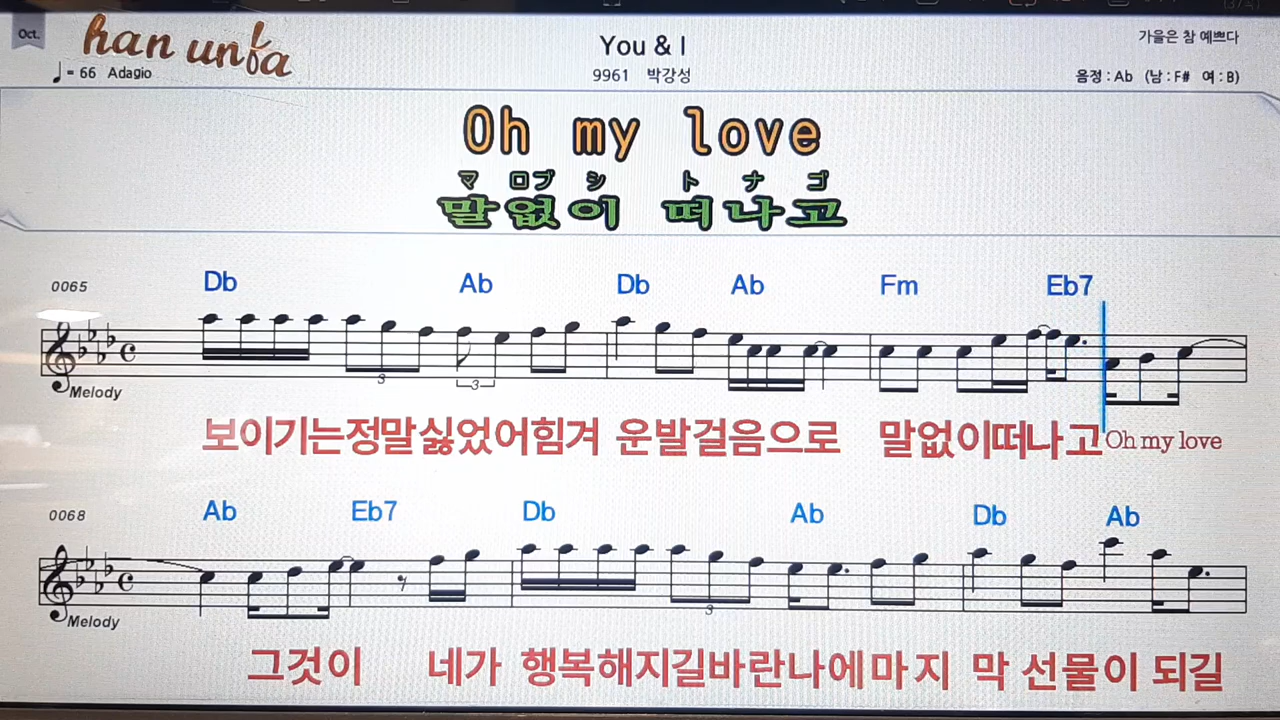 Oct.
han unfa
♩= 66 Adagio
You & I
9961 박강성
가을은 참 예쁘다
음정 : Ab (남 : F# 여 : B)
Oh my love
マ ロブ シ ト ナ ゴ
말없이 떠나고
0065 Db Ab Db Ab Fm Eb7
3 3
Melody
보이기는정말싫었어힘겨 운발걸음으로 말없이떠나고Oh my love
0068 Ab Eb7 Db Ab Db Ab
3
Melody
그것이 네가 행복해지길바란나에마지 막 선물이 되길